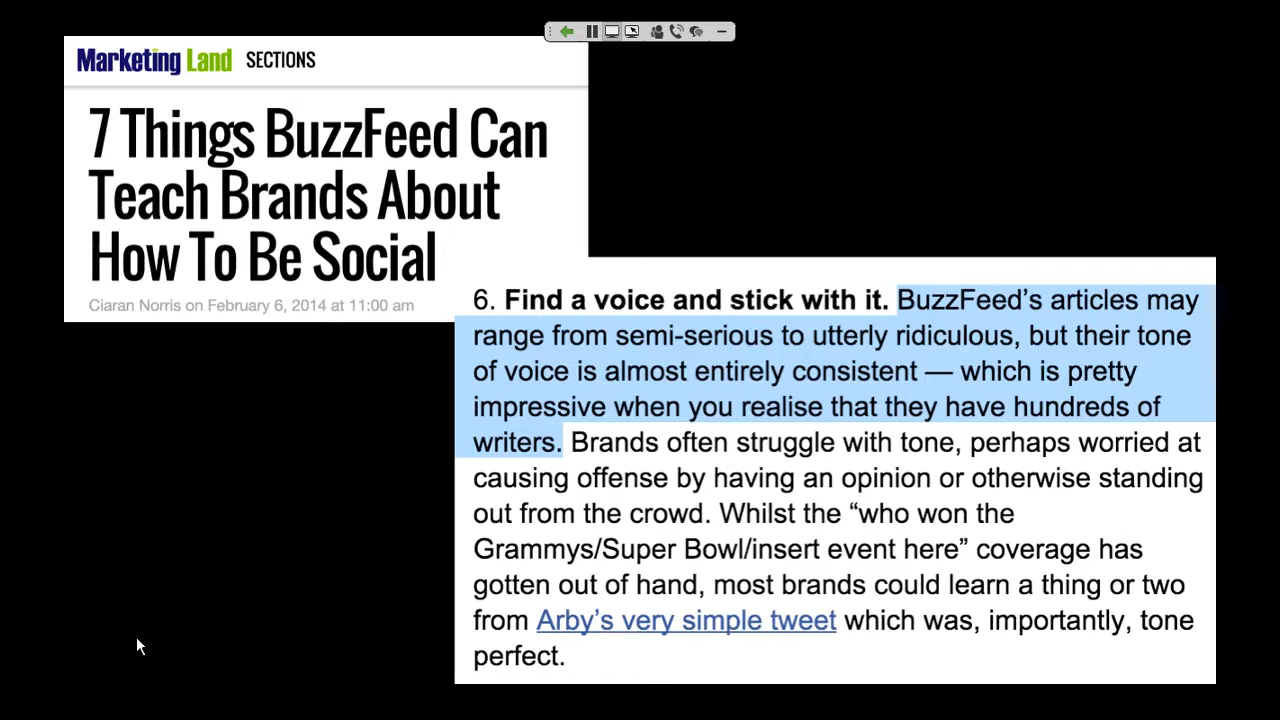 Marketing Land SECTIONS
7 Things BuzzFeed Can
Teach Brands About
How To Be Social
Ciaran Norris on February 6, 2014 at 11:00 am
6. Find a voice and stick with it. BuzzFeed’s articles may
range from semi-serious to utterly ridiculous, but their tone
of voice is almost entirely consistent — which is pretty
impressive when you realise that they have hundreds of
writers. Brands often struggle with tone, perhaps worried at
causing offense by having an opinion or otherwise standing
out from the crowd. Whilst the “who won the
Grammys/Super Bowl/insert event here” coverage has
gotten out of hand, most brands could learn a thing or two
from Arby’s very simple tweet which was, importantly, tone
perfect.